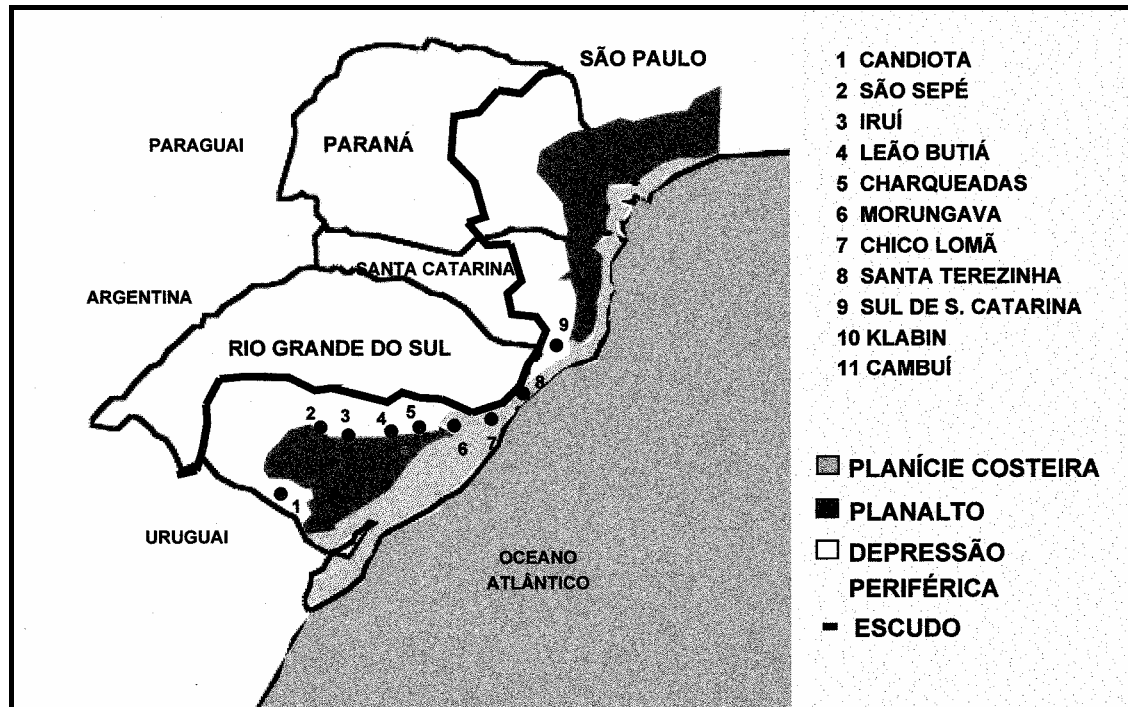 SÃO PAULO
PARAGUAI
PARANÁ
SANTA CATARINA
ARGENTINA
RIO GRANDE DO SUL
9
8
2
3
4
5
6
7
1
URUGUAI
OCEANO
ATLÂNTICO
1 CANDIOTA
2 SÃO SEPÉ
3 IRUÍ
4 LEÃO BUTIÁ
5 CHARQUEADAS
6 MORUNGAVA
7 CHICO LOMÃ
8 SANTA TEREZINHA
9 SUL DE S. CATARINA
10 KLABIN
11 CAMBUÍ
PLANÍCIE COSTEIRA
PLANALTO
DEPRESSÃO
PERIFÉRICA
ESCUDO